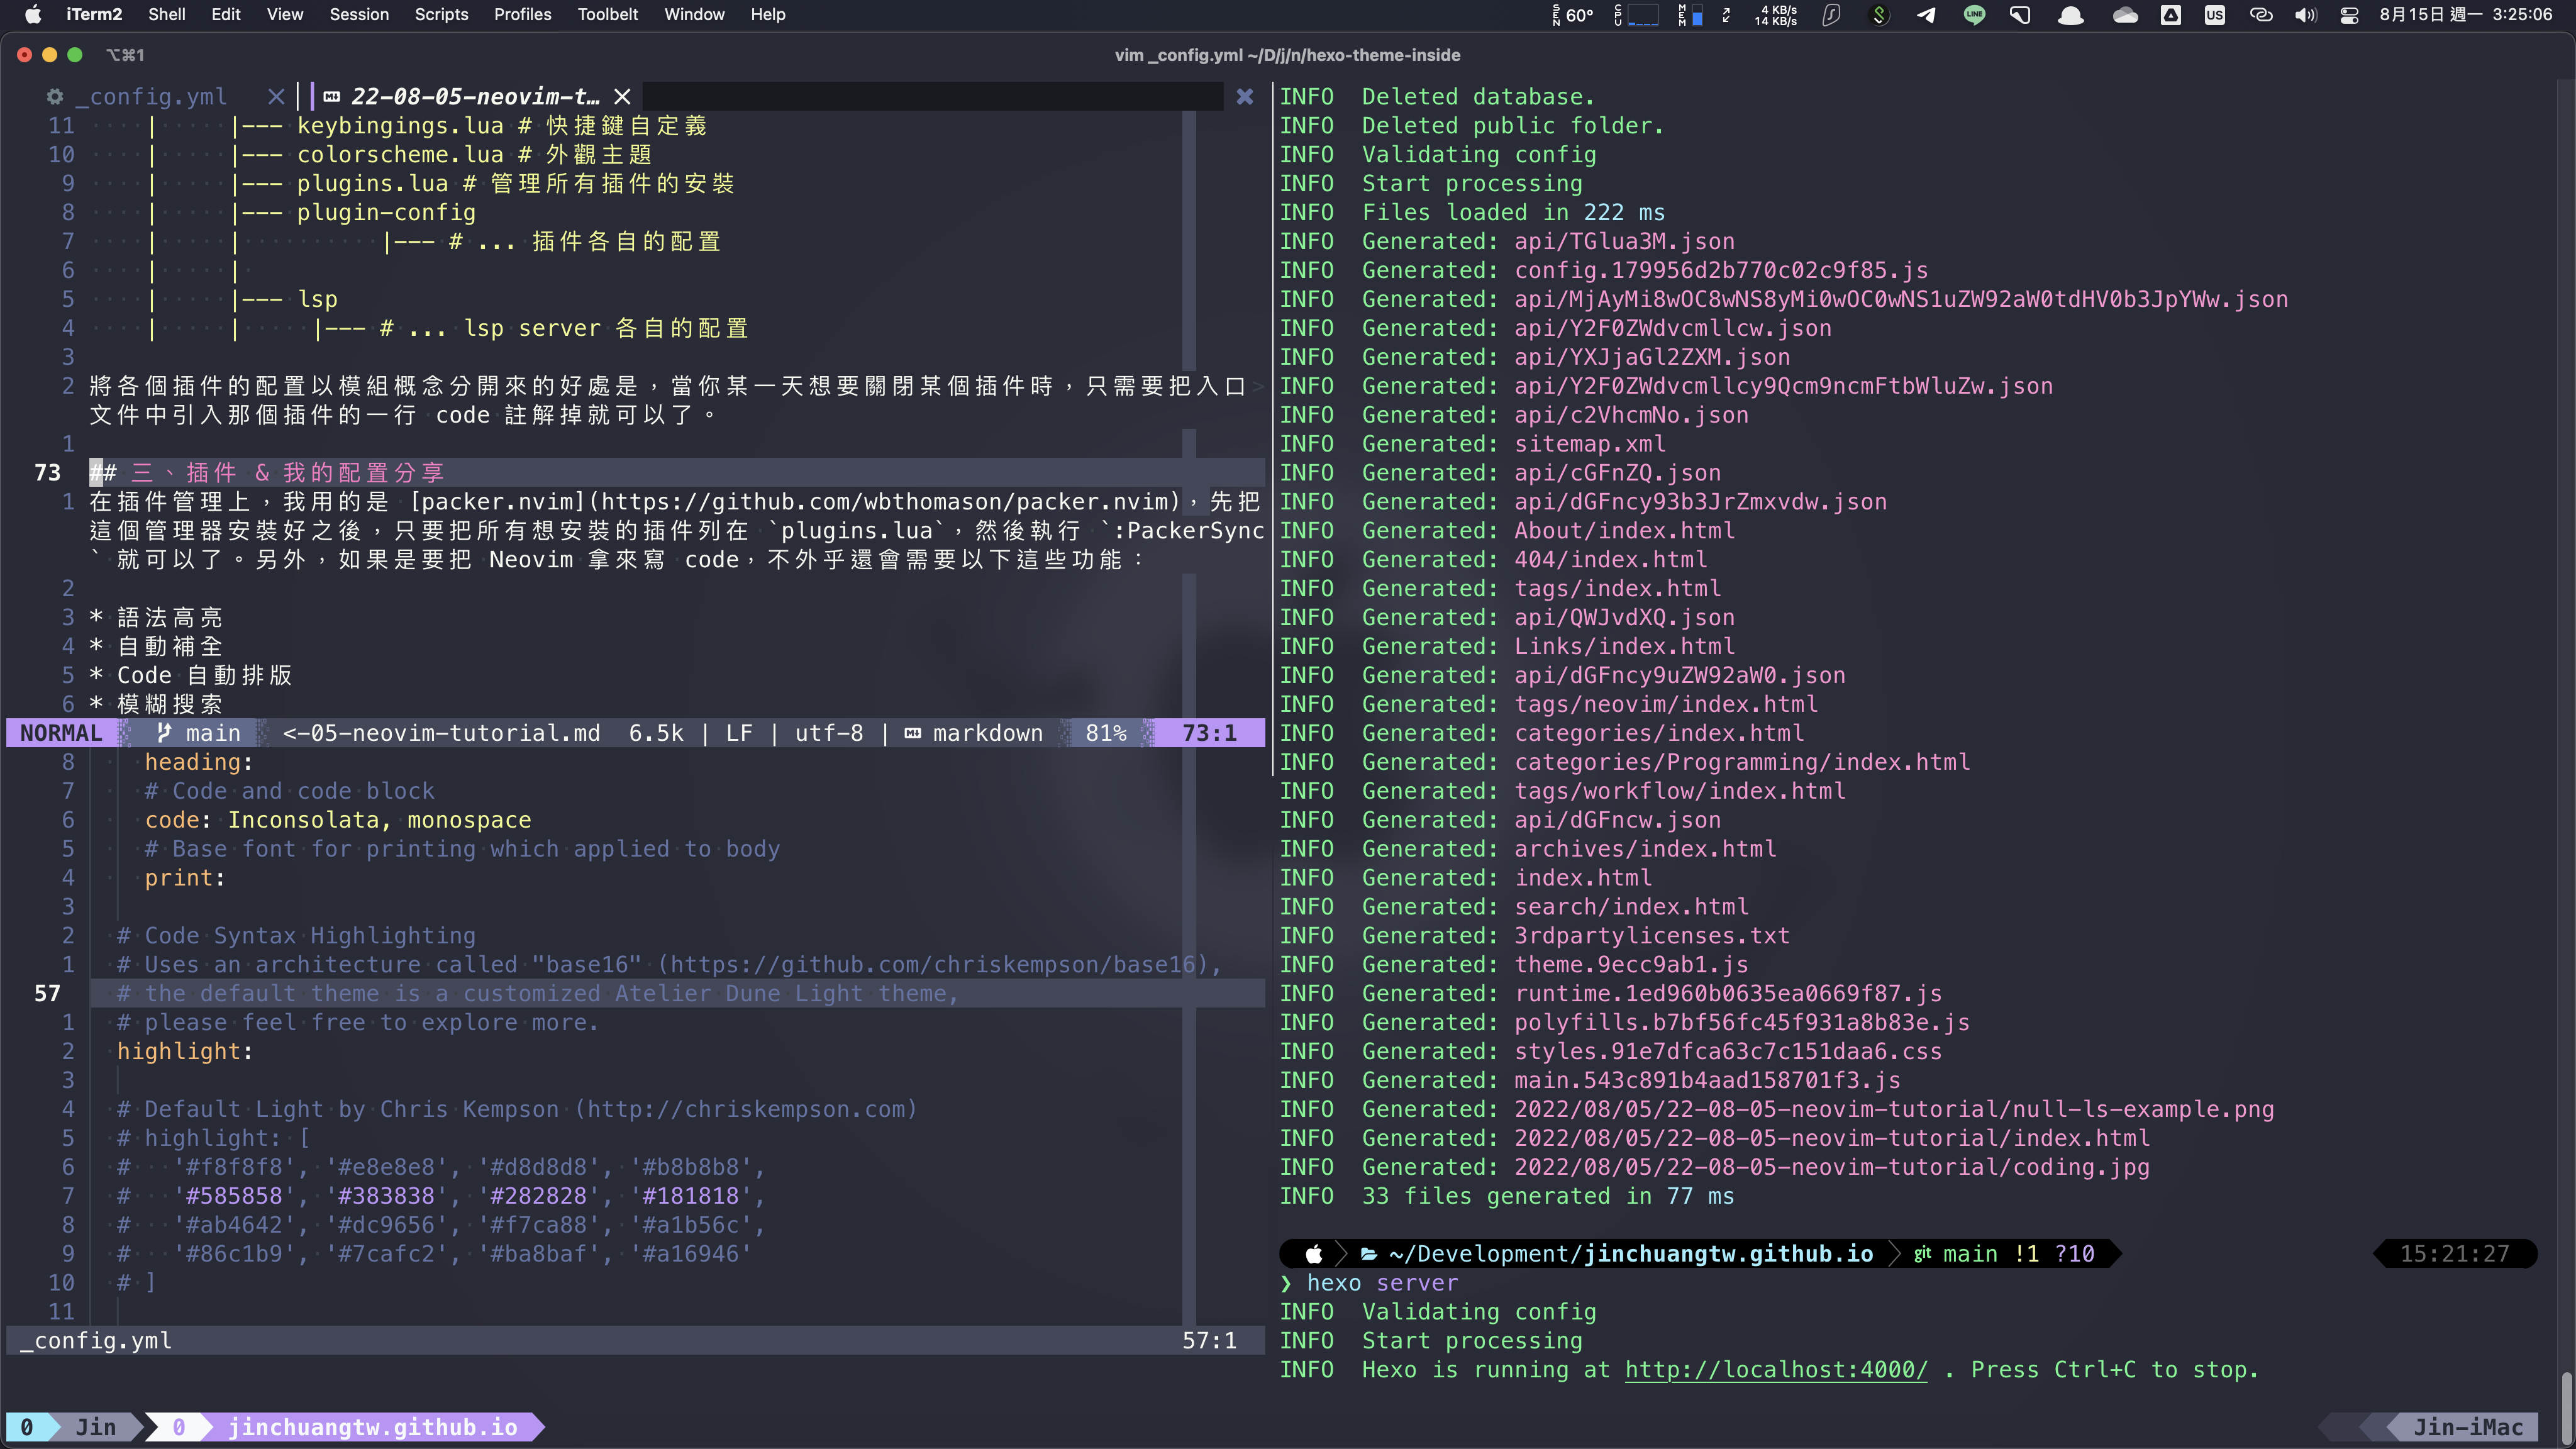 iTerm2 Shell Edit View Session Scripts Profiles Toolbelt Window Help
SEN 60° CPU MEM 4 KB/s 14 KB/s LINE US 8月15日 週一 3:25:06
⌥⌘1 vim _config.yml ~/D/j/n/hexo-theme-inside
_config.yml 22-08-05-neovim-t…
11 | |--- keybingings.lua # 快捷鍵自定義
10 | |--- colorscheme.lua # 外觀主題
9 | |--- plugins.lua # 管理所有插件的安裝
8 | |--- plugin-config
7 | | |--- # ... 插件各自的配置
6 | |
5 | |--- lsp
4 | | |--- # ... lsp server 各自的配置
3
2 將各個插件的配置以模組概念分開來的好處是，當你某一天想要關閉某個插件時，只需要把入口>
文件中引入那個插件的一行 code 註解掉就可以了。
1
73 ## 三、插件 & 我的配置分享
1 在插件管理上，我用的是 [packer.nvim](https://github.com/wbthomason/packer.nvim)，先把
這個管理器安裝好之後，只要把所有想安裝的插件列在 `plugins.lua`，然後執行 `:PackerSync
` 就可以了。另外，如果是要把 Neovim 拿來寫 code，不外乎還會需要以下這些功能：
2
3 * 語法高亮
4 * 自動補全
5 * Code 自動排版
6 * 模糊搜索
NORMAL main <-05-neovim-tutorial.md 6.5k | LF | utf-8 | markdown 81% 73:1
8 heading:
7 # Code and code block
6 code: Inconsolata, monospace
5 # Base font for printing which applied to body
4 print:
3
2 # Code Syntax Highlighting
1 # Uses an architecture called "base16" (https://github.com/chriskempson/base16),
57 # the default theme is a customized Atelier Dune Light theme,
1 # please feel free to explore more.
2 highlight:
3
4 # Default Light by Chris Kempson (http://chriskempson.com)
5 # highlight: [
6 # '#f8f8f8', '#e8e8e8', '#d8d8d8', '#b8b8b8',
7 # '#585858', '#383838', '#282828', '#181818',
8 # '#ab4642', '#dc9656', '#f7ca88', '#a1b56c',
9 # '#86c1b9', '#7cafc2', '#ba8baf', '#a16946'
10 # ]
11
_config.yml 57:1
INFO Deleted database.
INFO Deleted public folder.
INFO Validating config
INFO Start processing
INFO Files loaded in 222 ms
INFO Generated: api/TGlua3M.json
INFO Generated: config.179956d2b770c02c9f85.js
INFO Generated: api/MjAyMi8wOC8wNS8yMi0wOC0wNS1uZW92aW0tdHV0b3JpYWw.json
INFO Generated: api/Y2F0ZWdvcmllcw.json
INFO Generated: api/YXJjaGl2ZXM.json
INFO Generated: api/Y2F0ZWdvcmllcy9Qcm9ncmFtbWluZw.json
INFO Generated: api/c2VhcmNo.json
INFO Generated: sitemap.xml
INFO Generated: api/cGFnZQ.json
INFO Generated: api/dGFncy93b3JrZmxvdw.json
INFO Generated: About/index.html
INFO Generated: 404/index.html
INFO Generated: tags/index.html
INFO Generated: api/QWJvdXQ.json
INFO Generated: Links/index.html
INFO Generated: api/dGFncy9uZW92aW0.json
INFO Generated: tags/neovim/index.html
INFO Generated: categories/index.html
INFO Generated: categories/Programming/index.html
INFO Generated: tags/workflow/index.html
INFO Generated: api/dGFncw.json
INFO Generated: archives/index.html
INFO Generated: index.html
INFO Generated: search/index.html
INFO Generated: 3rdpartylicenses.txt
INFO Generated: theme.9ecc9ab1.js
INFO Generated: runtime.1ed960b0635ea0669f87.js
INFO Generated: polyfills.b7bf56fc45f931a8b83e.js
INFO Generated: styles.91e7dfca63c7c151daa6.css
INFO Generated: main.543c891b4aad158701f3.js
INFO Generated: 2022/08/05/22-08-05-neovim-tutorial/null-ls-example.png
INFO Generated: 2022/08/05/22-08-05-neovim-tutorial/index.html
INFO Generated: 2022/08/05/22-08-05-neovim-tutorial/coding.jpg
INFO 33 files generated in 77 ms
~/Development/jinchuangtw.github.io git main !1 ?10 15:21:27
❯ hexo server
INFO Validating config
INFO Start processing
INFO Hexo is running at http://localhost:4000/ . Press Ctrl+C to stop.
0 Jin 0 jinchuangtw.github.io Jin-iMac